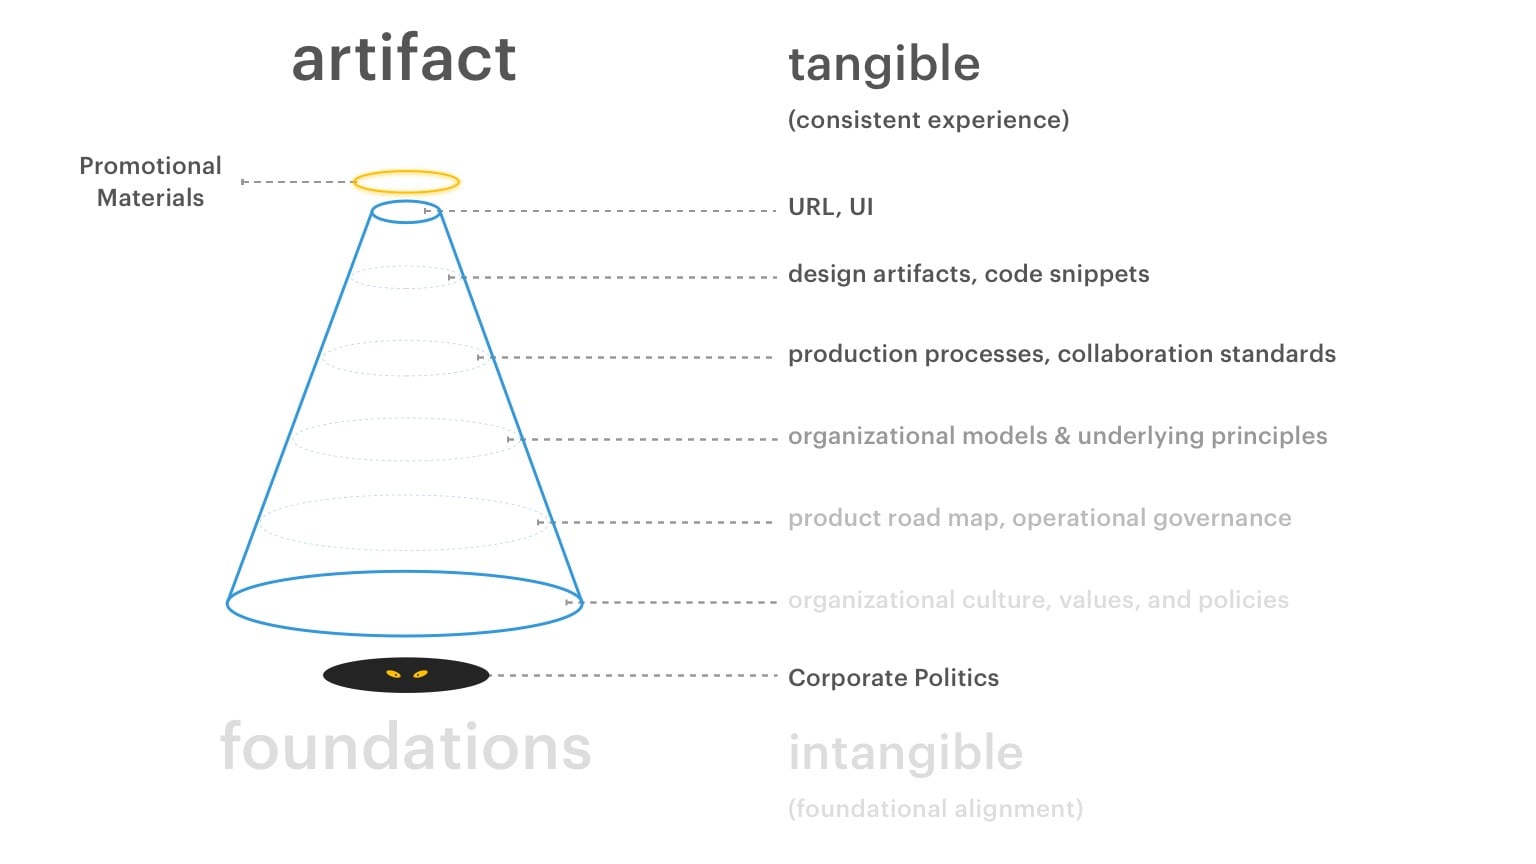 artifact
tangible
(consistent experience)
Promotional
Materials
URL, UI
design artifacts, code snippets
production processes, collaboration standards
organizational models & underlying principles
product road map, operational governance
organizational culture, values, and policies
Corporate Politics
foundations
intangible
(foundational alignment)